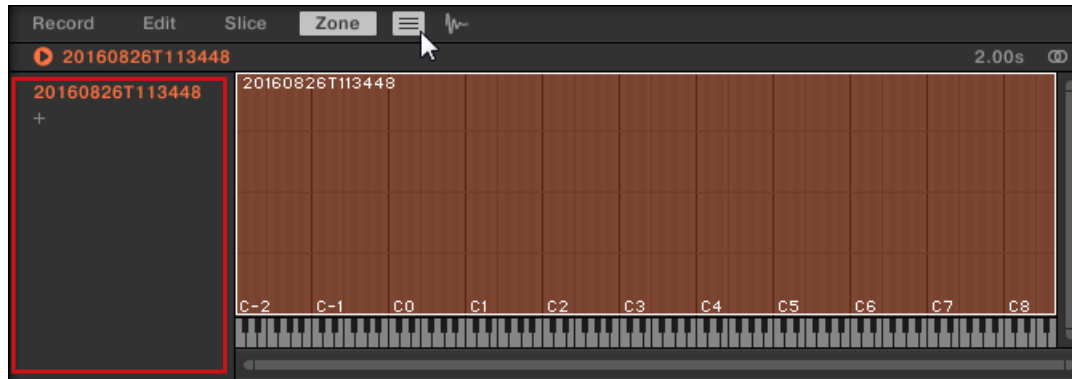 Record Edit Slice Zone
20160826T113448 2.00s
20160826T113448
+
20160826T113448
C-2 C-1 C0 C1 C2 C3 C4 C5 C6 C7 C8